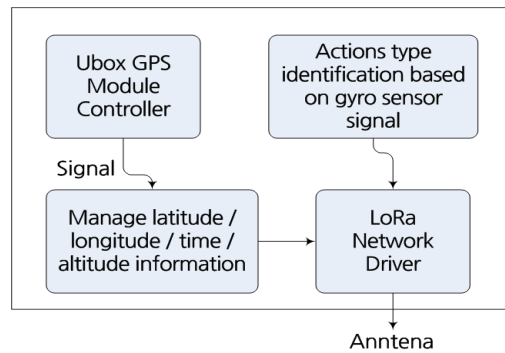 Ubox GPS
Module
Controller
Actions type
identification based
on gyro sensor
signal
Signal
Manage latitude /
longitude / time /
altitude information
LoRa
Network
Driver
Anntena